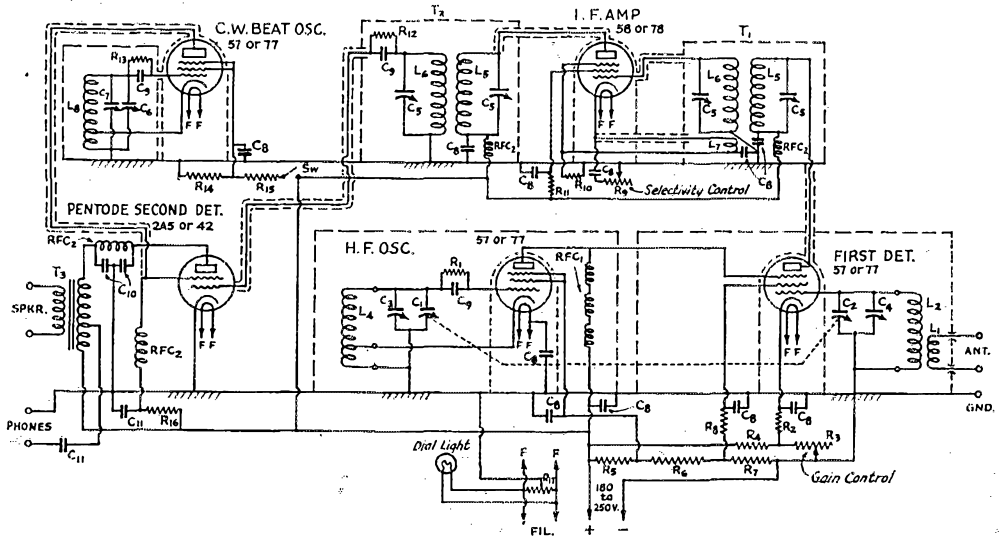 C.W. BEAT OSC.
57 or 77
R13
C9
C7
C6
L8
F F
C8
R14
R15
Sw
T2
R12
C9
L6
L5
C5
C5
C8
RFC2
I.F. AMP
58 or 78
T1
L6
L5
C5
C5
L7
C8
RFC2
C8
R11
R10
C8
R9
Selectivity Control
PENTODE SECOND DET.
2A5 or 42
RFC2
C10
T3
SPKR.
RFC2
F F
PHONES
C11
R16
C11
H.F. OSC.
57 or 77
R1
C9
C3
C1
L4
F F
C8
C8
RFC1
C8
FIRST DET.
57 or 77
C2
C4
L2
L1
F F
ANT.
GND.
C8
R8
C8
R2
R4
R3
R5
R6
R7
Gain Control
Dial Light
F
F
R17
FIL.
180
to
250V.
+
−